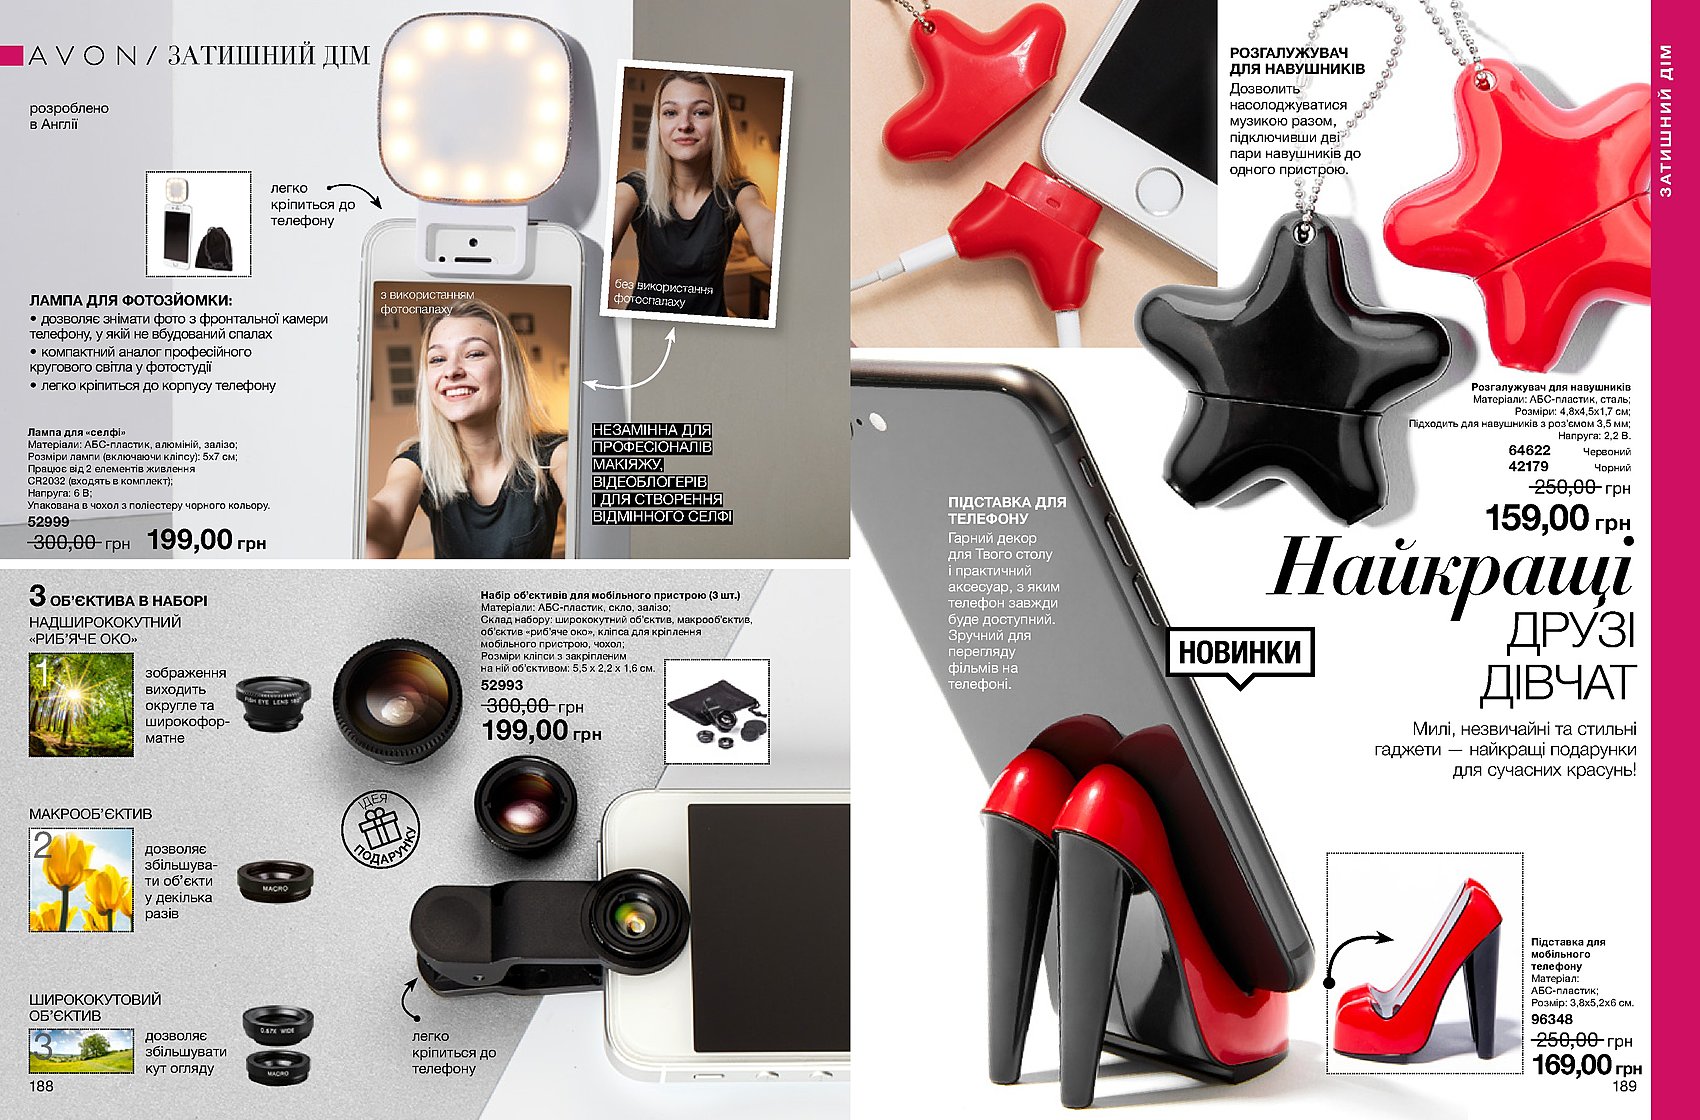 AVON / ЗАТИШНИЙ ДІМ
розроблено
в Англії
легко
кріпиться до
телефону
ЛАМПА ДЛЯ ФОТОЗЙОМКИ:
• дозволяє знімати фото з фронтальної камери
телефону, у якій не вбудований спалах
• компактний аналог професійного
кругового світла у фотостудії
• легко кріпиться до корпусу телефону
Лампа для «селфі»
Матеріали: АБС-пластик, алюміній, залізо;
Розміри лампи (включаючи кліпсу): 5х7 см;
Працює від 2 елементів живлення
CR2032 (входять в комплект);
Напруга: 6 В;
Упакована в чохол з поліестеру чорного кольору.
52999
300,00 грн 199,00 грн
з використанням
фотоспалаху
без використання
фотоспалаху
НЕЗАМІННА ДЛЯ
ПРОФЕСІОНАЛІВ
МАКІЯЖУ,
ВІДЕОБЛОГЕРІВ
І ДЛЯ СТВОРЕННЯ
ВІДМІННОГО СЕЛФІ
3 ОБ'ЄКТИВА В НАБОРІ
НАДШИРОКОКУТНИЙ
«РИБ'ЯЧЕ ОКО»
1
зображення
виходить
округле та
широкофор-
матне
FISH EYE LENS 180°
МАКРООБ'ЄКТИВ
2
дозволяє
збільшува-
ти об'єкти
у декілька
разів
MACRO
ШИРОКОКУТОВИЙ
ОБ'ЄКТИВ
3
дозволяє
збільшувати
кут огляду
0.67X WIDE
MACRO
188
Набір об'єктивів для мобільного пристрою (3 шт.)
Матеріали: АБС-пластик, скло, залізо;
Склад набору: ширококутний об'єктив, макрооб'єктив,
об'єктив «риб'яче око», кліпса для кріплення
мобільного пристрою, чохол;
Розміри кліпси з закріпленим
на ній об'єктивом: 5,5 х 2,2 х 1,6 см.
52993
300,00 грн
199,00 грн
ІДЕЯ
ПОДАРУНКУ
легко
кріпиться до
телефону
РОЗГАЛУЖУВАЧ
ДЛЯ НАВУШНИКІВ
Дозволить
насолоджуватися
музикою разом,
підключивши дві
пари навушників до
одного пристрою.
ЗАТИШНИЙ ДІМ
Розгалужувач для навушників
Матеріали: АБС-пластик, сталь;
Розміри: 4,8х4,5х1,7 см;
Підходить для навушників з роз'ємом 3,5 мм;
Напруга: 2,2 В.
64622 Червоний
42179 Чорний
250,00 грн
159,00 грн
Найкращі
ДРУЗІ
ДІВЧАТ
НОВИНКИ
Милі, незвичайні та стильні
гаджети — найкращі подарунки
для сучасних красунь!
ПІДСТАВКА ДЛЯ
ТЕЛЕФОНУ
Гарний декор
для Твого столу
і практичний
аксесуар, з яким
телефон завжди
буде доступний.
Зручний для
перегляду
фільмів на
телефоні.
Підставка для
мобільного
телефону
Матеріал:
АБС-пластик;
Розмір: 3,8х5,2х6 см.
96348
250,00 грн
169,00 грн
189